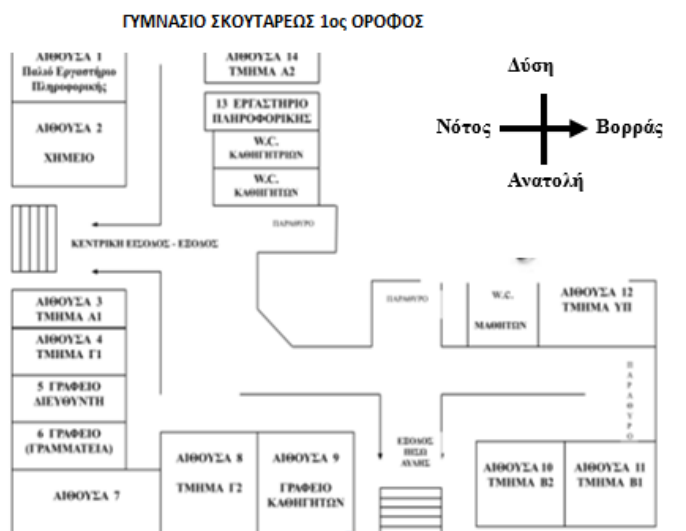 ΓΥΜΝΑΣΙΟ ΣΚΟΥΤΑΡΕΩΣ 1ος ΟΡΟΦΟΣ
ΑΙΘΟΥΣΑ 1
Παλιό Εργαστήριο
Πληροφορικής
ΑΙΘΟΥΣΑ 2
ΧΗΜΕΙΟ
ΑΙΘΟΥΣΑ 14
ΤΜΗΜΑ Α2
13 ΕΡΓΑΣΤΗΡΙΟ
ΠΛΗΡΟΦΟΡΙΚΗΣ
W.C.
ΚΑΘΗΓΗΤΡΙΩΝ
W.C.
ΚΑΘΗΓΗΤΩΝ
ΠΑΡΑΘΥΡΟ
Δύση
Νότος
Βορράς
Ανατολή
ΚΕΝΤΡΙΚΗ ΕΙΣΟΔΟΣ - ΕΞΟΔΟΣ
ΑΙΘΟΥΣΑ 3
ΤΜΗΜΑ Α1
ΑΙΘΟΥΣΑ 4
ΤΜΗΜΑ Γ1
5 ΓΡΑΦΕΙΟ
ΔΙΕΥΘΥΝΤΗ
6 ΓΡΑΦΕΙΟ
(ΓΡΑΜΜΑΤΕΙΑ)
ΑΙΘΟΥΣΑ 7
ΑΙΘΟΥΣΑ 8
ΤΜΗΜΑ Γ2
ΑΙΘΟΥΣΑ 9
ΓΡΑΦΕΙΟ
ΚΑΘΗΓΗΤΩΝ
ΠΑΡΑΘΥΡΟ
W.C.
ΜΑΘΗΤΩΝ
ΑΙΘΟΥΣΑ 12
ΤΜΗΜΑ ΥΠ
ΠΑΡΑΘΥΡΟ
ΕΞΟΔΟΣ
ΠΙΣΩ
ΑΥΛΗΣ
ΑΙΘΟΥΣΑ 10
ΤΜΗΜΑ Β2
ΑΙΘΟΥΣΑ 11
ΤΜΗΜΑ Β1